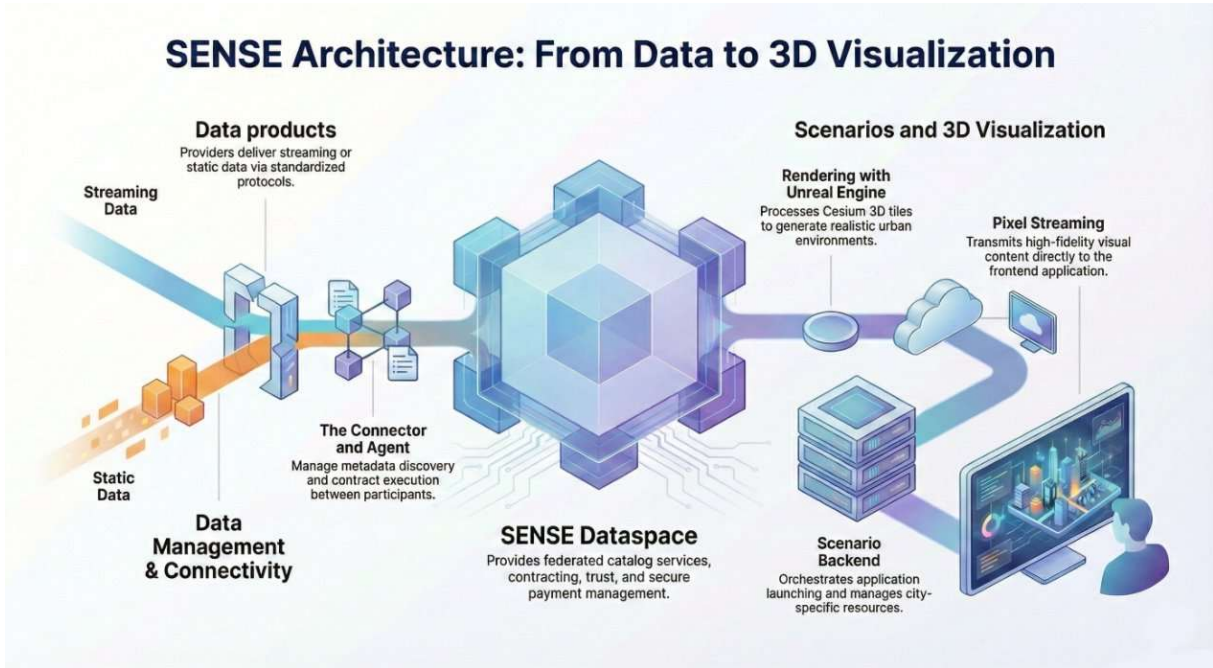 SENSE Architecture: From Data to 3D Visualization
Data products
Providers deliver streaming or
static data via standardized
protocols.
Streaming
Data
Static
Data
Data
Management
& Connectivity
The Connector
and Agent
Manage metadata discovery
and contract execution
between participants.
SENSE Dataspace
Provides federated catalog services,
contracting, trust, and secure
payment management.
Scenarios and 3D Visualization
Rendering with
Unreal Engine
Processes Cesium 3D tiles
to generate realistic urban
environments.
Pixel Streaming
Transmits high-fidelity visual
content directly to the
frontend application.
Scenario
Backend
Orchestrates application
launching and manages city-
specific resources.